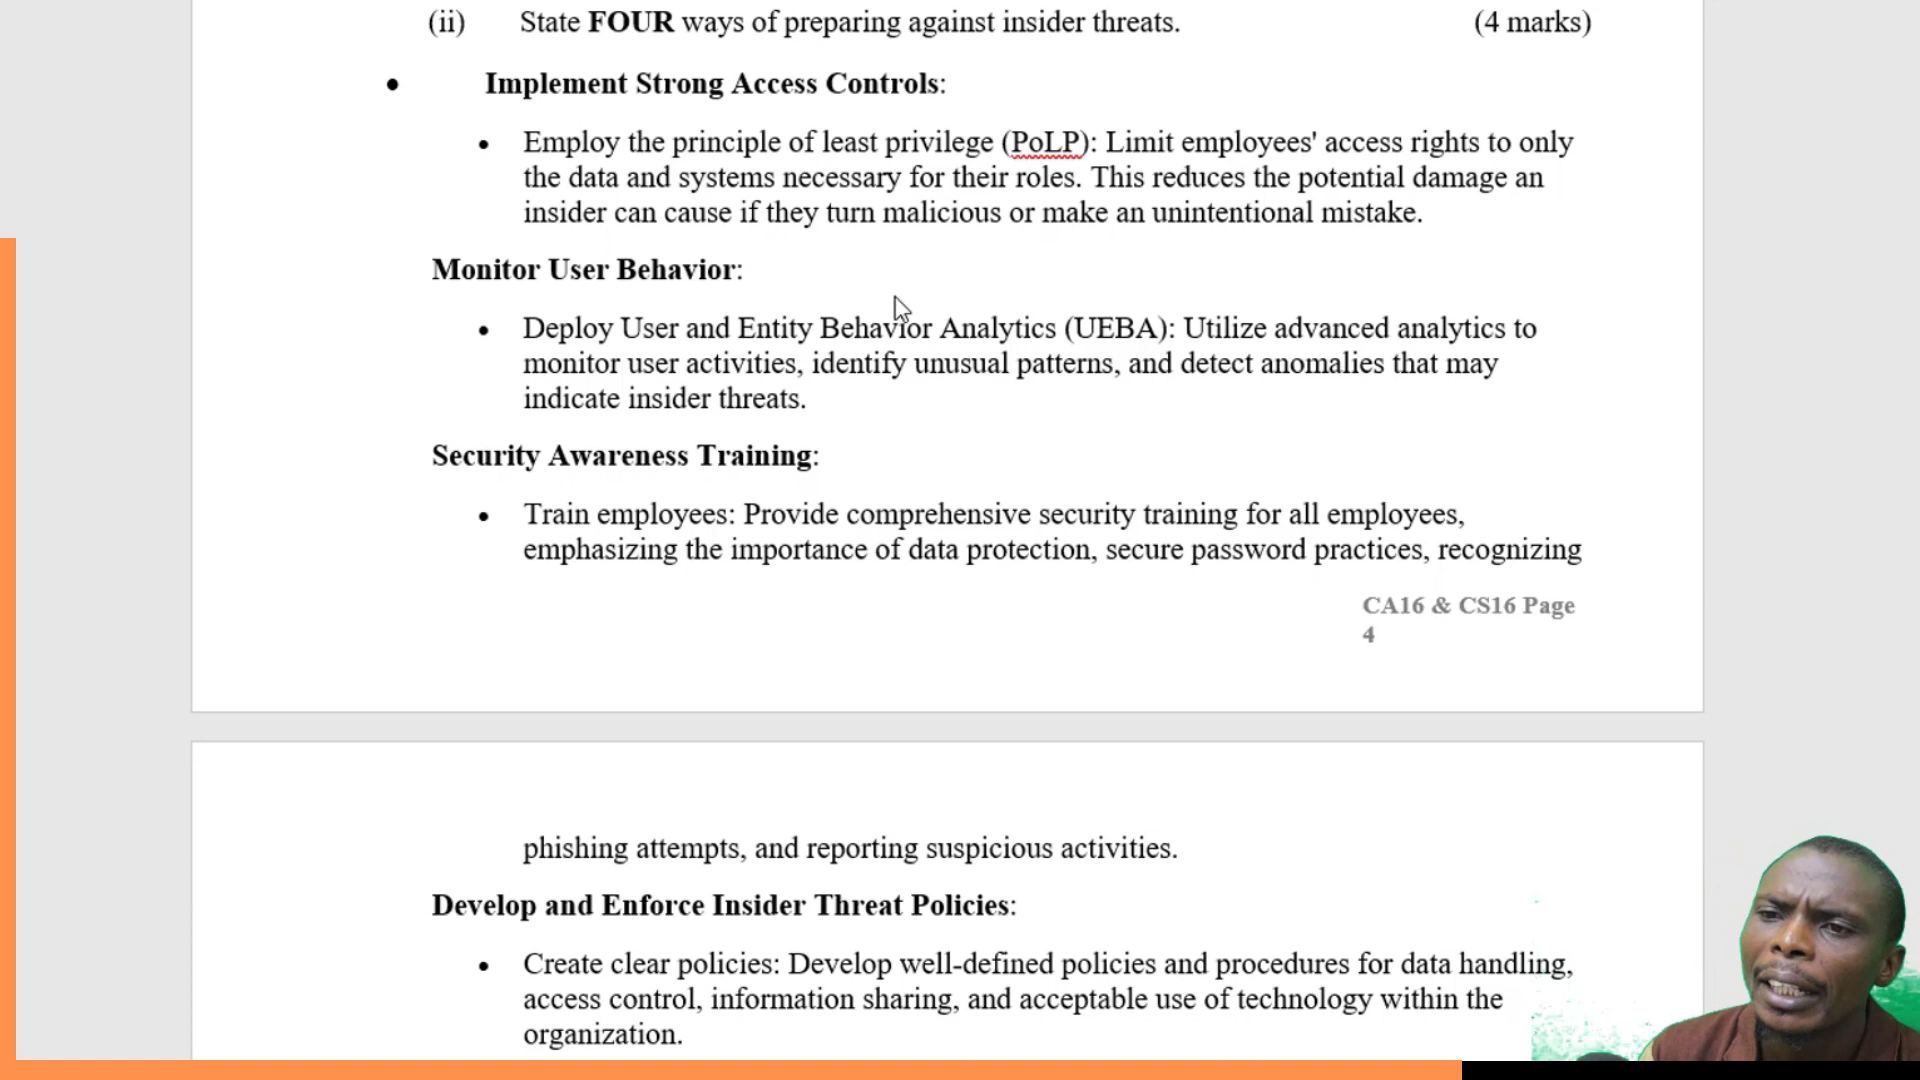 (ii) State FOUR ways of preparing against insider threats. (4 marks)
• Implement Strong Access Controls:
• Employ the principle of least privilege (PoLP): Limit employees' access rights to only
the data and systems necessary for their roles. This reduces the potential damage an
insider can cause if they turn malicious or make an unintentional mistake.
Monitor User Behavior:
• Deploy User and Entity Behavior Analytics (UEBA): Utilize advanced analytics to
monitor user activities, identify unusual patterns, and detect anomalies that may
indicate insider threats.
Security Awareness Training:
• Train employees: Provide comprehensive security training for all employees,
emphasizing the importance of data protection, secure password practices, recognizing
CA16 & CS16 Page
4
phishing attempts, and reporting suspicious activities.
Develop and Enforce Insider Threat Policies:
• Create clear policies: Develop well-defined policies and procedures for data handling,
access control, information sharing, and acceptable use of technology within the
organization.